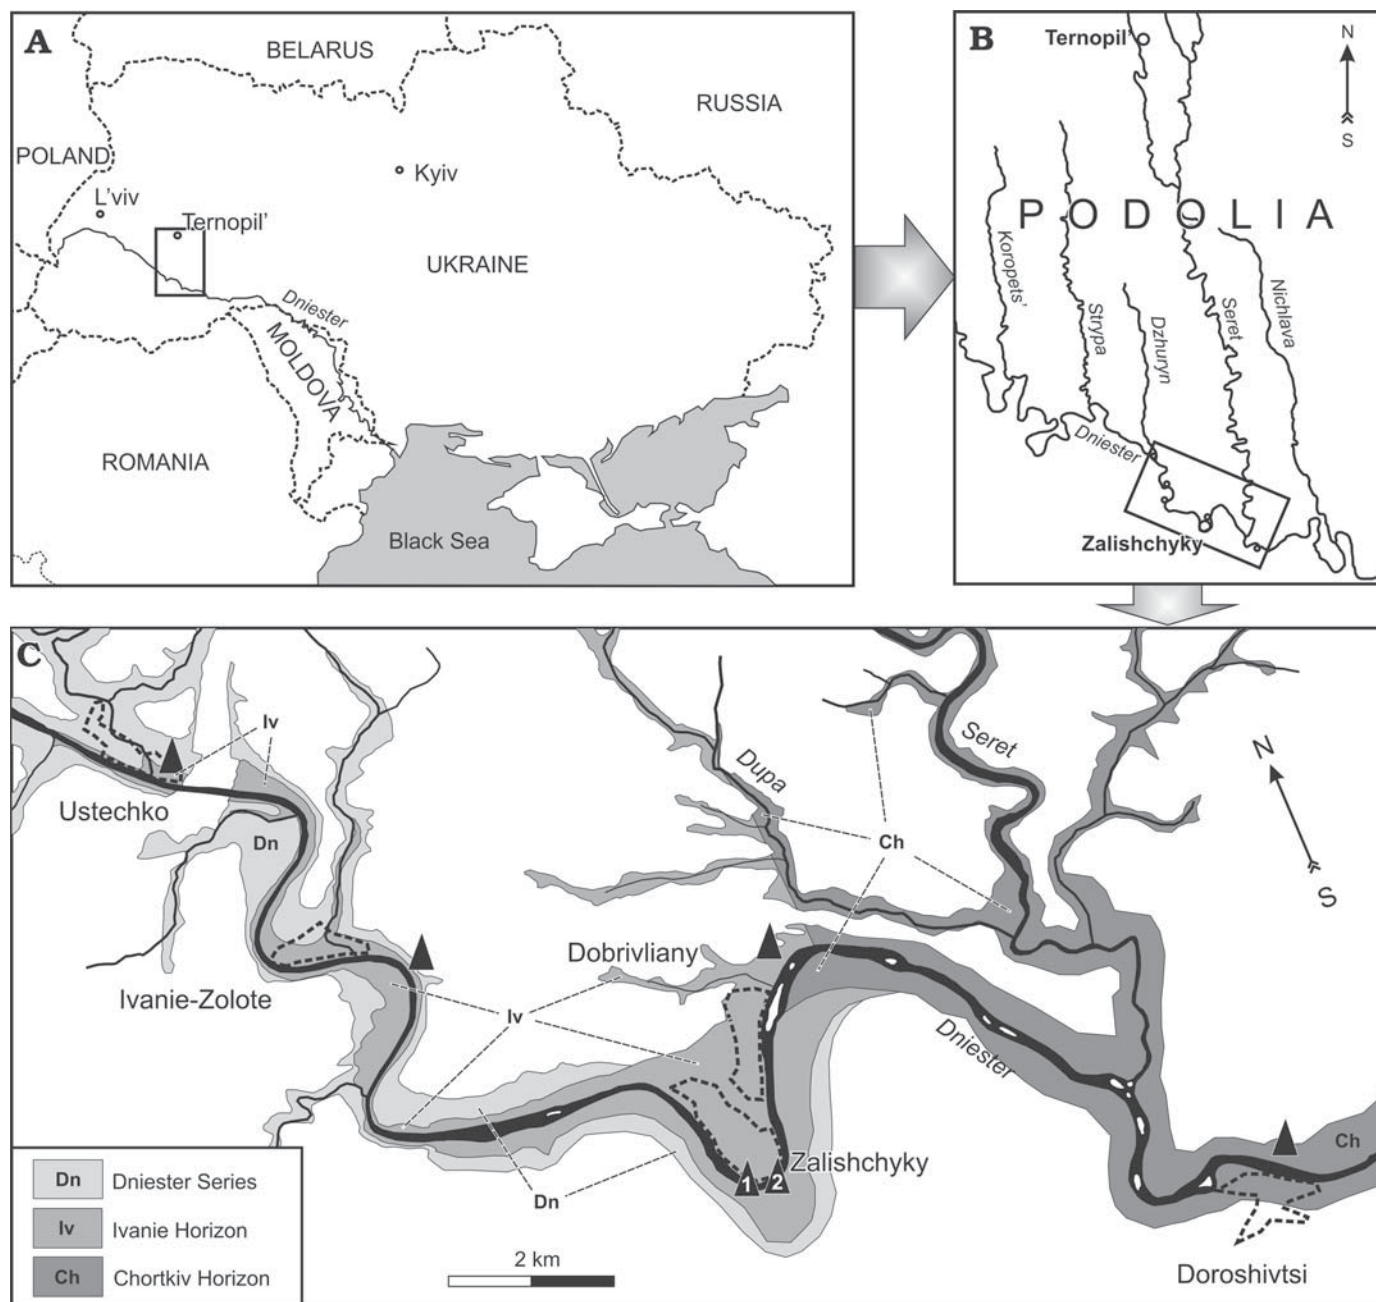 A
BELARUS
RUSSIA
POLAND
L'viv
Kyiv
Ternopil'
UKRAINE
Dniester
MOLDOVA
ROMANIA
Black Sea
B
Ternopil'
N
S
PODOLIA
Koropets'
Strypa
Dzhuryn
Seret
Nichlava
Dniester
Zalishchyky
C
Iv
Ustechko
Dn
Dupa
Seret
N
S
Ch
Dobrivliany
Ivanie-Zolote
Iv
Dniester
Zalishchyky
1
2
Ch
Dn
Doroshivtsi
Dn Dniester Series
Iv Ivanie Horizon
Ch Chortkiv Horizon
2 km